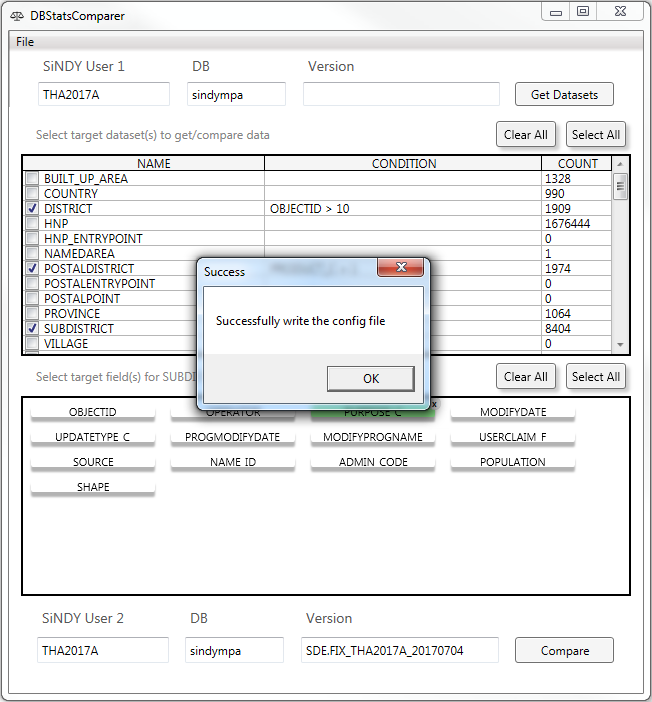 DBStatsComparer
File
SiNDY User 1 DB Version
THA2017A sindympa Get Datasets
Select target dataset(s) to get/compare data Clear All Select All
NAME CONDITION COUNT
BUILT_UP_AREA 1328
COUNTRY 990
DISTRICT OBJECTID > 10 1909
HNP 1676444
HNP_ENTRYPOINT 0
NAMEDAREA 1
POSTALDISTRICT 1974
POSTALENTRYPOINT 0
POSTALPOINT 0
PROVINCE 1064
SUBDISTRICT 8404
VILLAGE 0
Success
Successfully write the config file
OK
Select target field(s) for SUBDI Clear All Select All
OBJECTID OPERATOR PURPOSE_C x MODIFYDATE
UPDATETYPE_C PROGMODIFYDATE MODIFYPROGNAME USERCLAIM_F
SOURCE NAME_ID ADMIN_CODE POPULATION
SHAPE
SiNDY User 2 DB Version
THA2017A sindympa SDE.FIX_THA2017A_20170704 Compare